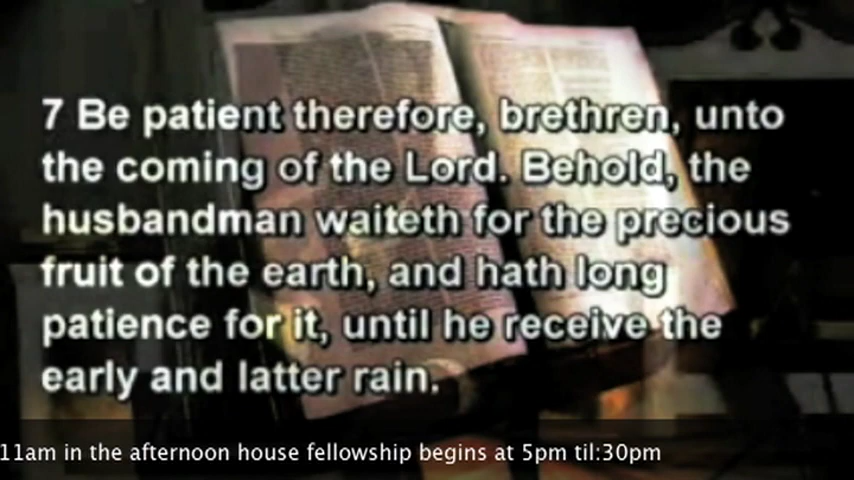 7 Be patient therefore, brethren, unto
the coming of the Lord. Behold, the
husbandman waiteth for the precious
fruit of the earth, and hath long
patience for it, until he receive the
early and latter rain.
11am in the afternoon house fellowship begins at 5pm til:30pm